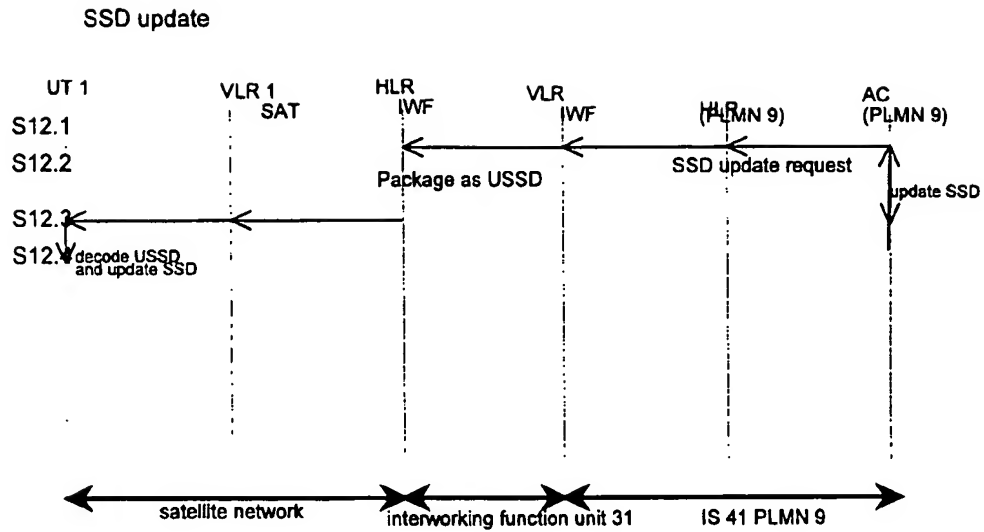 SSD update
UT 1
VLR 1
SAT
HLR
IWF
VLR
IWF
HLR
(PLMN 9)
AC
(PLMN 9)
S12.1
S12.2
Package as USSD
SSD update request
update SSD
S12.3
S12.4
decode USSD
and update SSD
satellite network
interworking function unit 31
IS 41 PLMN 9